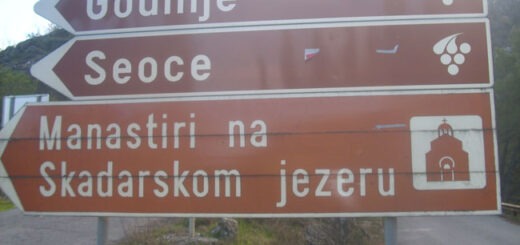 Godinje
Seoce
Manastiri na
Skadarskom jezeru